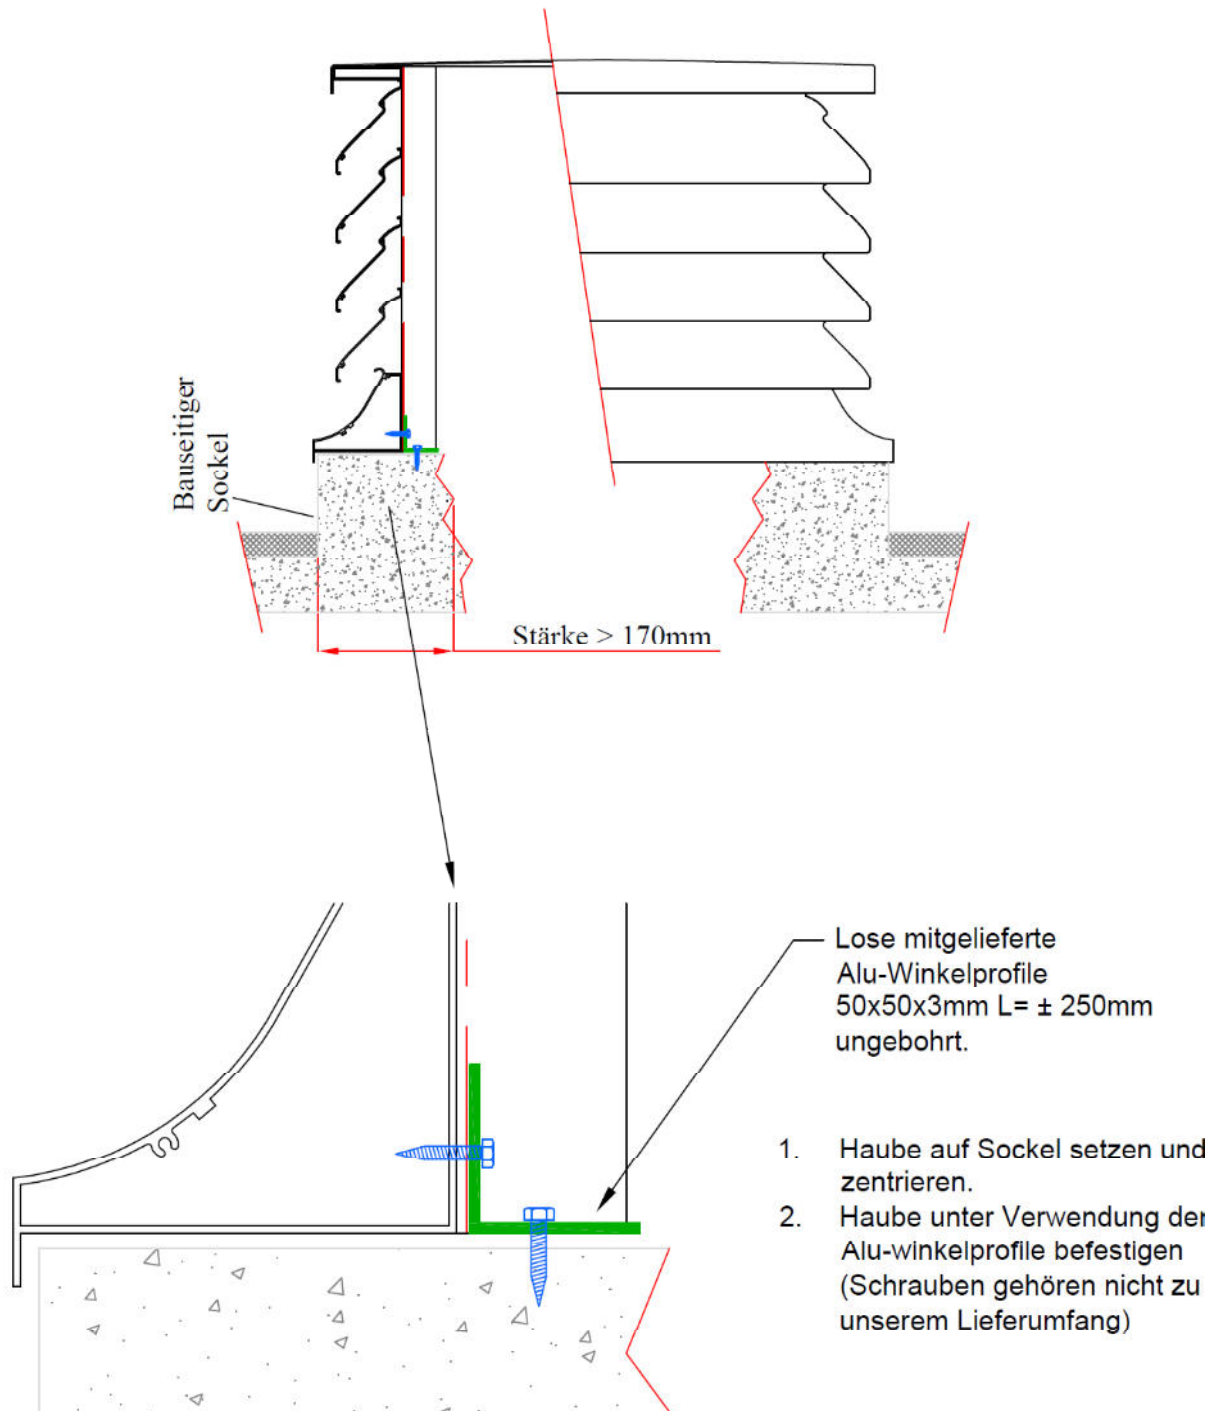 Bauseitiger
Sockel
Stärke > 170mm
Lose mitgelieferte
Alu-Winkelprofile
50x50x3mm L= ± 250mm
ungebohrt.
1. Haube auf Sockel setzen und
zentrieren.
2. Haube unter Verwendung der
Alu-winkelprofile befestigen
(Schrauben gehören nicht zu
unserem Lieferumfang)